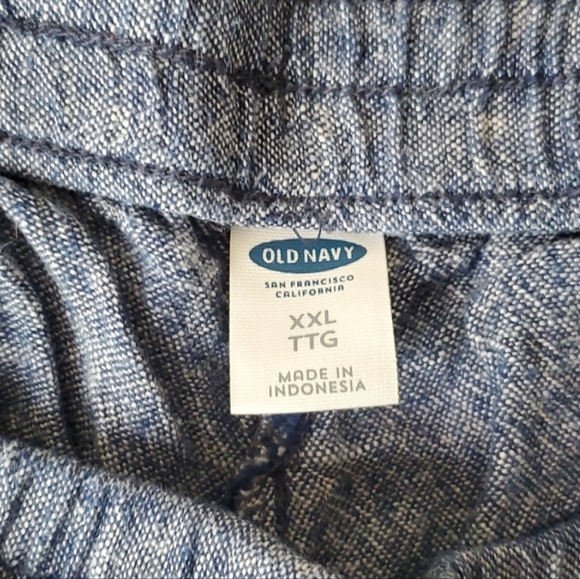 OLD NAVY
SAN FRANCISCO
CALIFORNIA
XXL
TTG
MADE IN
INDONESIA